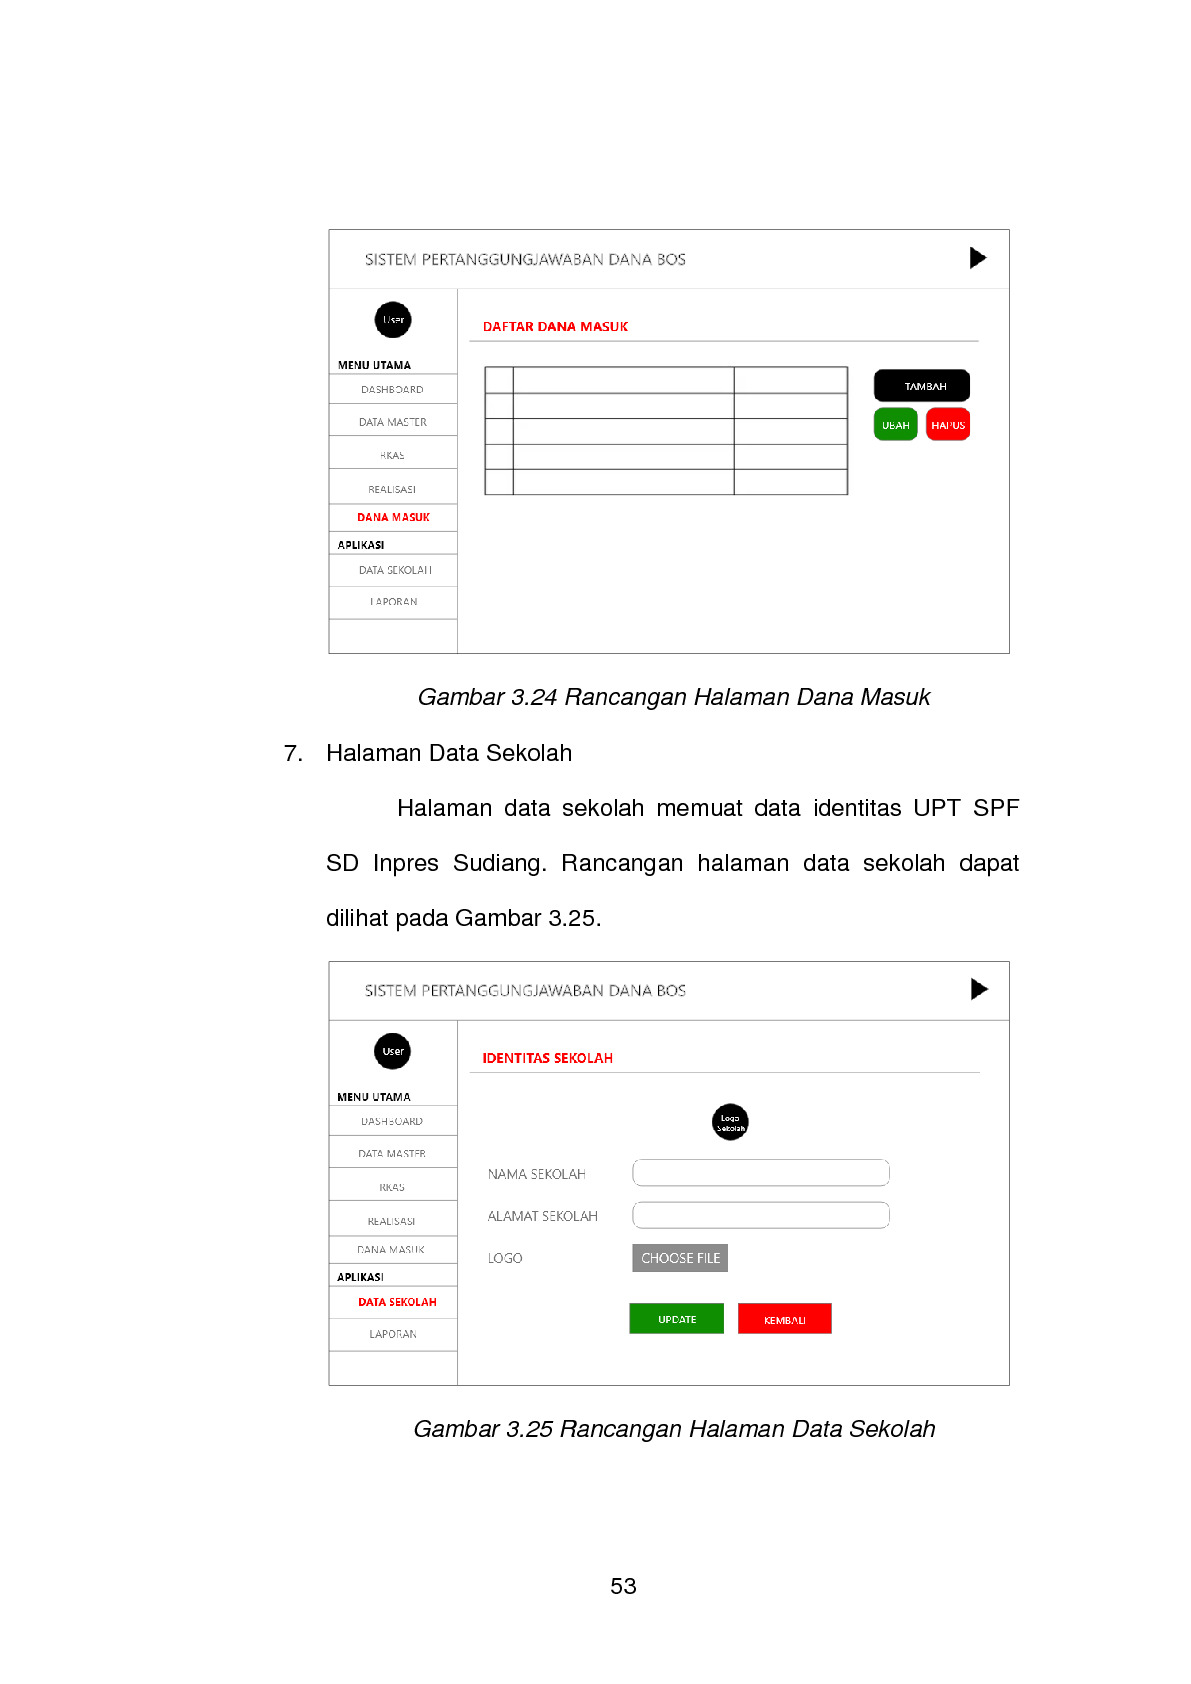 SISTEM PERTANGGUNGJAWABAN DANA BOS
User
MENU UTAMA
DASHBOARD
DATA MASTER
RKAS
REALISASI
DANA MASUK
APLIKASI
DATA SEKOLAH
LAPORAN
DAFTAR DANA MASUK
TAMBAH
UBAH HAPUS
Gambar 3.24 Rancangan Halaman Dana Masuk
7. Halaman Data Sekolah
Halaman data sekolah memuat data identitas UPT SPF
SD Inpres Sudiang. Rancangan halaman data sekolah dapat
dilihat pada Gambar 3.25.
SISTEM PERTANGGUNGJAWABAN DANA BOS
User
MENU UTAMA
DASHBOARD
DATA MASTER
RKAS
REALISASI
DANA MASUK
APLIKASI
DATA SEKOLAH
LAPORAN
IDENTITAS SEKOLAH
Logo
Sekolah
NAMA SEKOLAH
ALAMAT SEKOLAH
LOGO CHOOSE FILE
UPDATE KEMBALI
Gambar 3.25 Rancangan Halaman Data Sekolah
53